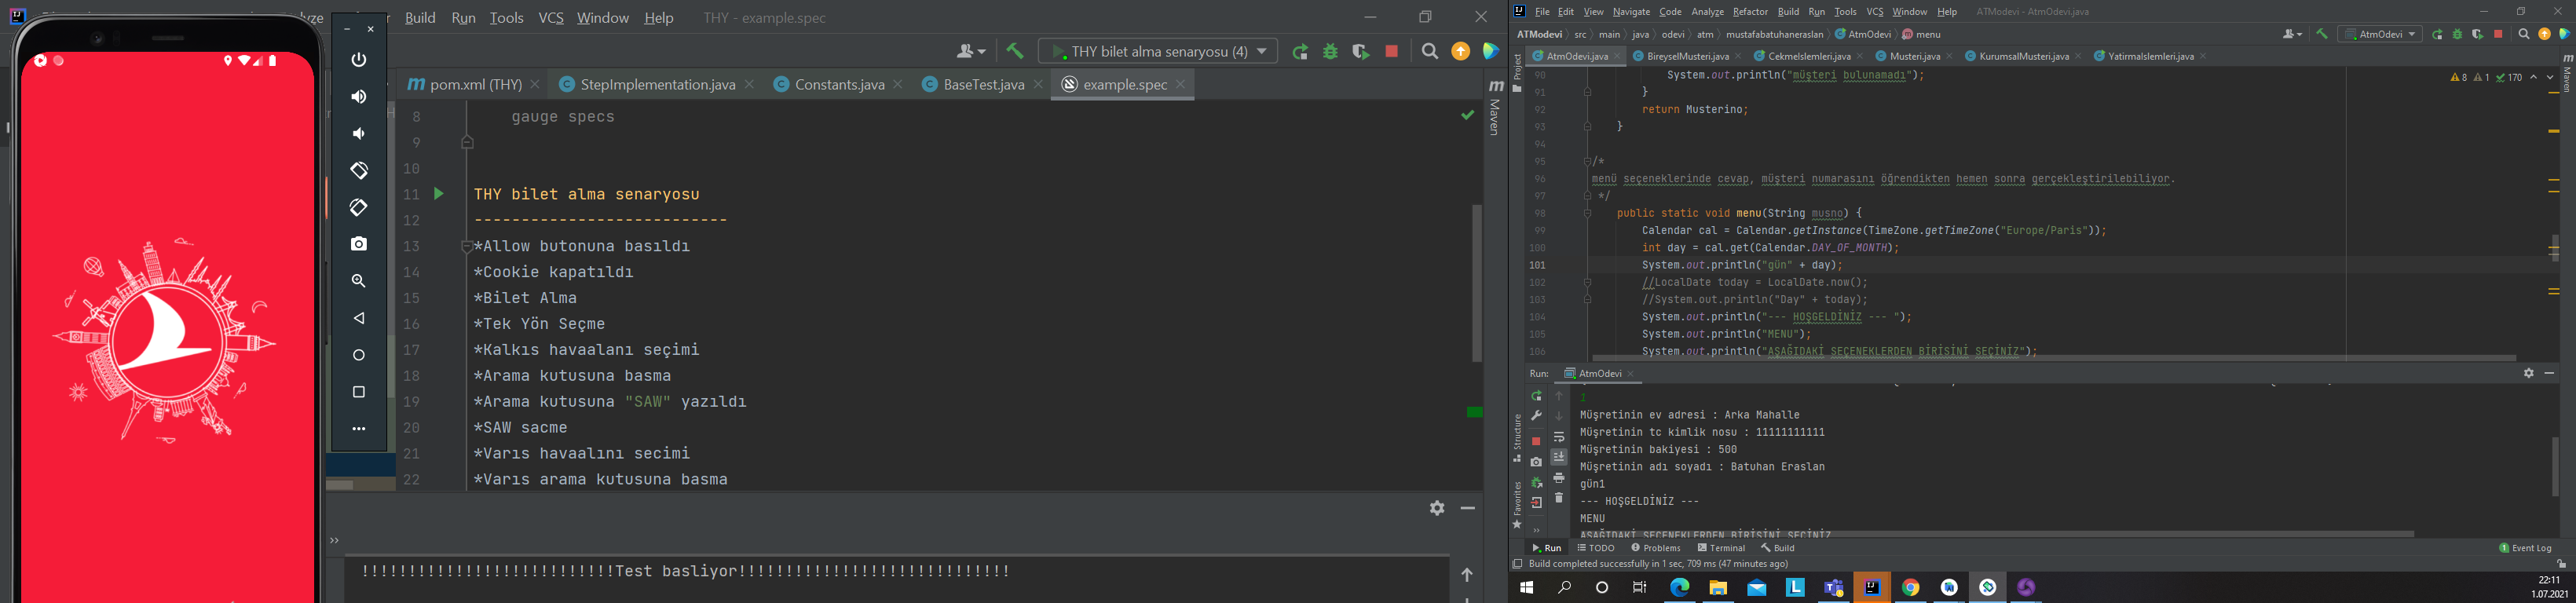 Analyze
Build Run Tools VCS Window Help THY - example.spec
THY bilet alma senaryosu (4)
pom.xml (THY) StepImplementation.java Constants.java BaseTest.java example.spec
Maven
8 gauge specs
9
10
11 THY bilet alma senaryosu
12 ---------------------------
13 *Allow butonuna basıldı
14 *Cookie kapatıldı
15 *Bilet Alma
16 *Tek Yön Seçme
17 *Kalkıs havaalanı seçimi
18 *Arama kutusuna basma
19 *Arama kutusuna "SAW" yazıldı
20 *SAW sacme
21 *Varıs havaalını secimi
22 *Varıs arama kutusuna basma
!!!!!!!!!!!!!!!!!!!!!!!!!!!Test basliyor!!!!!!!!!!!!!!!!!!!!!!!!!!!!!
File Edit View Navigate Code Analyze Refactor Build Run Tools VCS Window Help ATModevi - AtmOdevi.java
ATModevi src main java odevi atm mustafabatuhaneraslan AtmOdevi menu
AtmOdevi
AtmOdevi.java BireyselMusteri.java CekmeIslemleri.java Musteri.java KurumsalMusteri.java YatirmaIslemleri.java
Project
Maven
8 1 170
90 System.out.println("müşteri bulunamadı");
91 }
92 return Musterino;
93 }
94
95 /*
96 menü seçeneklerinde cevap, müşteri numarasını öğrendikten hemen sonra gerçekleştirilebiliyor.
97 */
98 public static void menu(String musno) {
99 Calendar cal = Calendar.getInstance(TimeZone.getTimeZone("Europe/Paris"));
100 int day = cal.get(Calendar.DAY_OF_MONTH);
101 System.out.println("gün" + day);
102 //LocalDate today = LocalDate.now();
103 //System.out.println("Day" + today);
104 System.out.println("--- HOŞGELDİNİZ --- ");
105 System.out.println("MENU");
106 System.out.println("AŞAĞIDAKİ SEÇENEKLERDEN BİRİSİNİ SEÇİNİZ");
Run: AtmOdevi
Structure
Favorites
Müşretinin ev adresi : Arka Mahalle
Müşretinin tc kimlik nosu : 11111111111
Müşretinin bakiyesi : 500
Müşretinin adı soyadı : Batuhan Eraslan
gün1
--- HOŞGELDİNİZ ---
MENU
AŞAĞIDAKİ SEÇENEKLERDEN BİRİSİNİ SEÇİNİZ
Run TODO Problems Terminal Build 1 Event Log
Build completed successfully in 1 sec, 709 ms (47 minutes ago)
22:11
1.07.2021